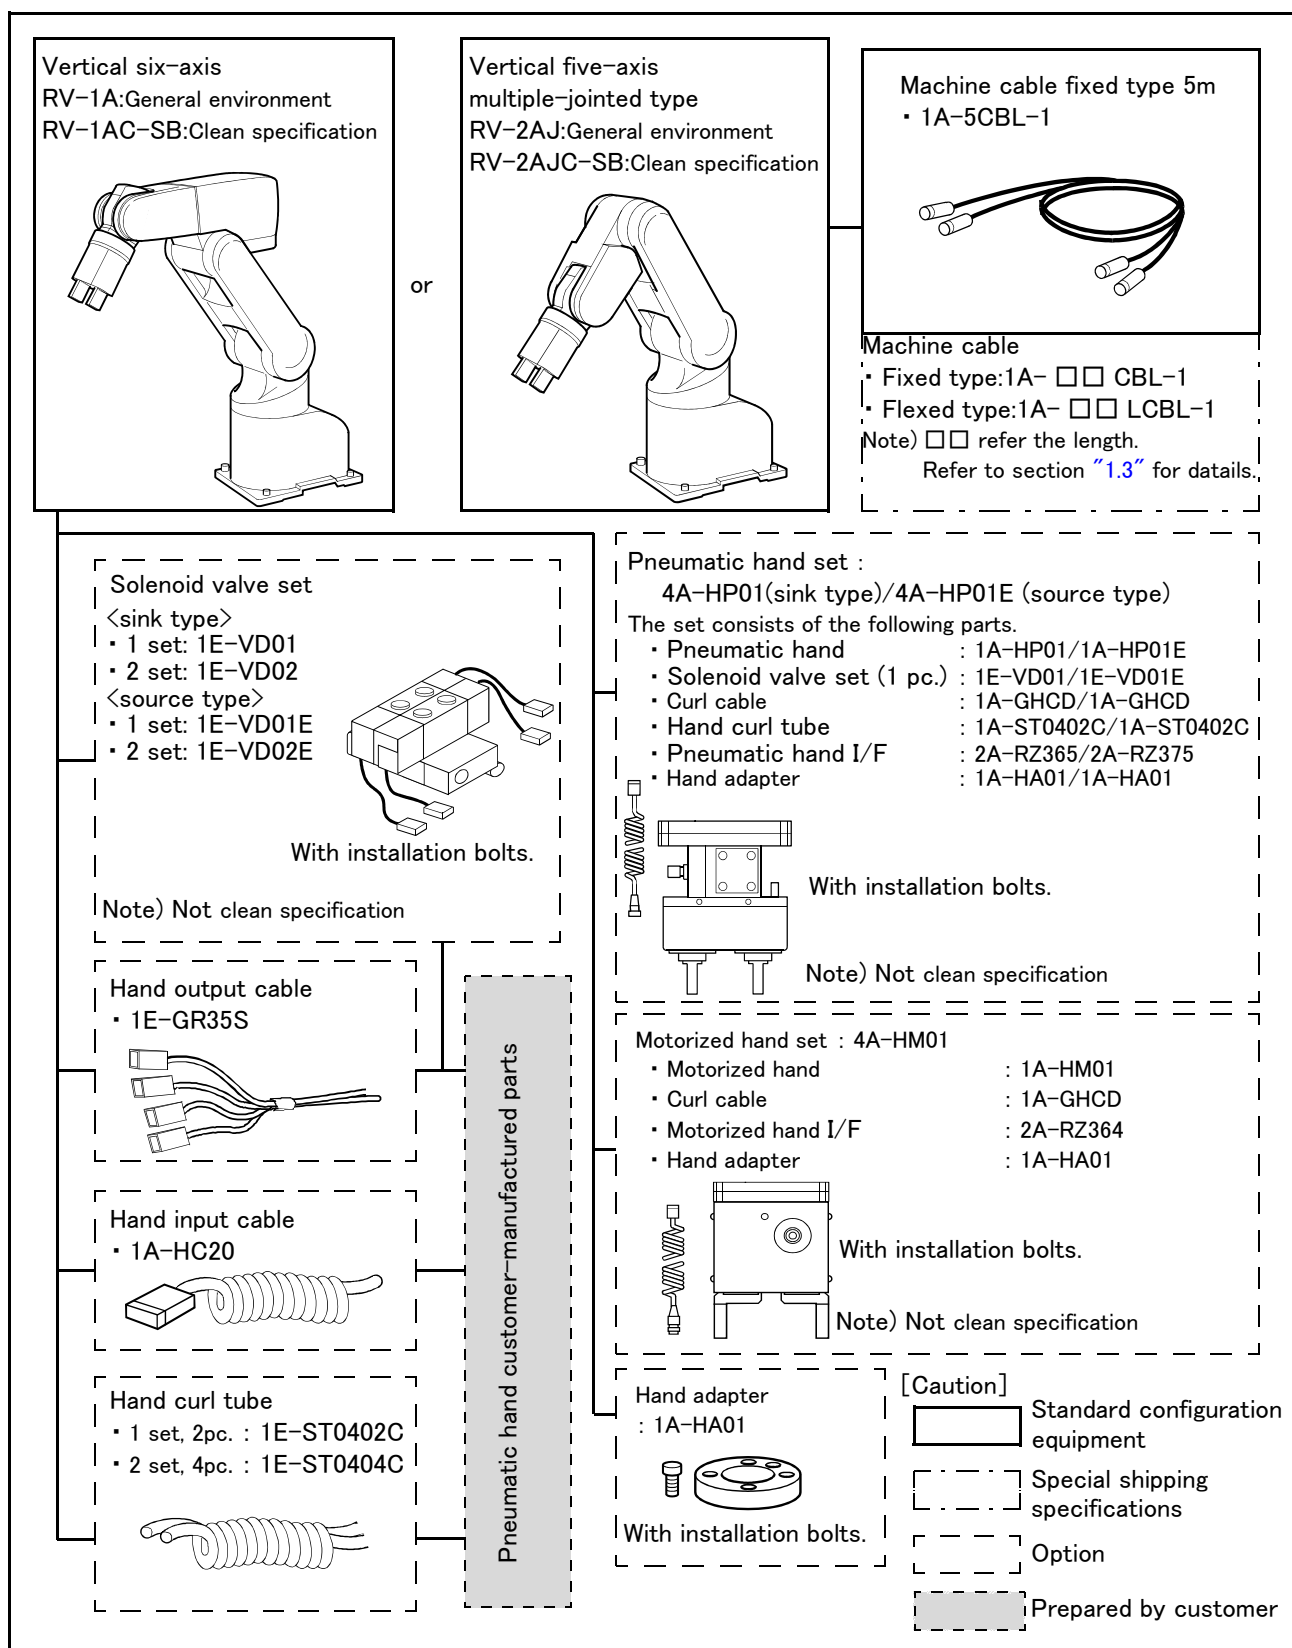 Vertical six-axis
RV-1A:General environment
RV-1AC-SB:Clean specification
or
Vertical five-axis
multiple-jointed type
RV-2AJ:General environment
RV-2AJC-SB:Clean specification
Machine cable fixed type 5m
・1A-5CBL-1
Machine cable
・Fixed type:1A- □□ CBL-1
・Flexed type:1A- □□ LCBL-1
Note) □□ refer the length.
Refer to section "1.3" for datails.
Solenoid valve set
<sink type>
・1 set: 1E-VD01
・2 set: 1E-VD02
<source type>
・1 set: 1E-VD01E
・2 set: 1E-VD02E
With installation bolts.
Note) Not clean specification
Hand output cable
・1E-GR35S
Hand input cable
・1A-HC20
Hand curl tube
・1 set, 2pc. : 1E-ST0402C
・2 set, 4pc. : 1E-ST0404C
Pneumatic hand customer-manufactured parts
Pneumatic hand set :
4A-HP01(sink type)/4A-HP01E (source type)
The set consists of the following parts.
・Pneumatic hand : 1A-HP01/1A-HP01E
・Solenoid valve set (1 pc.) : 1E-VD01/1E-VD01E
・Curl cable : 1A-GHCD/1A-GHCD
・Hand curl tube : 1A-ST0402C/1A-ST0402C
・Pneumatic hand I/F : 2A-RZ365/2A-RZ375
・Hand adapter : 1A-HA01/1A-HA01
With installation bolts.
Note) Not clean specification
Motorized hand set : 4A-HM01
・Motorized hand : 1A-HM01
・Curl cable : 1A-GHCD
・Motorized hand I/F : 2A-RZ364
・Hand adapter : 1A-HA01
With installation bolts.
Note) Not clean specification
Hand adapter
: 1A-HA01
With installation bolts.
[Caution]
Standard configuration
equipment
Special shipping
specifications
Option
Prepared by customer